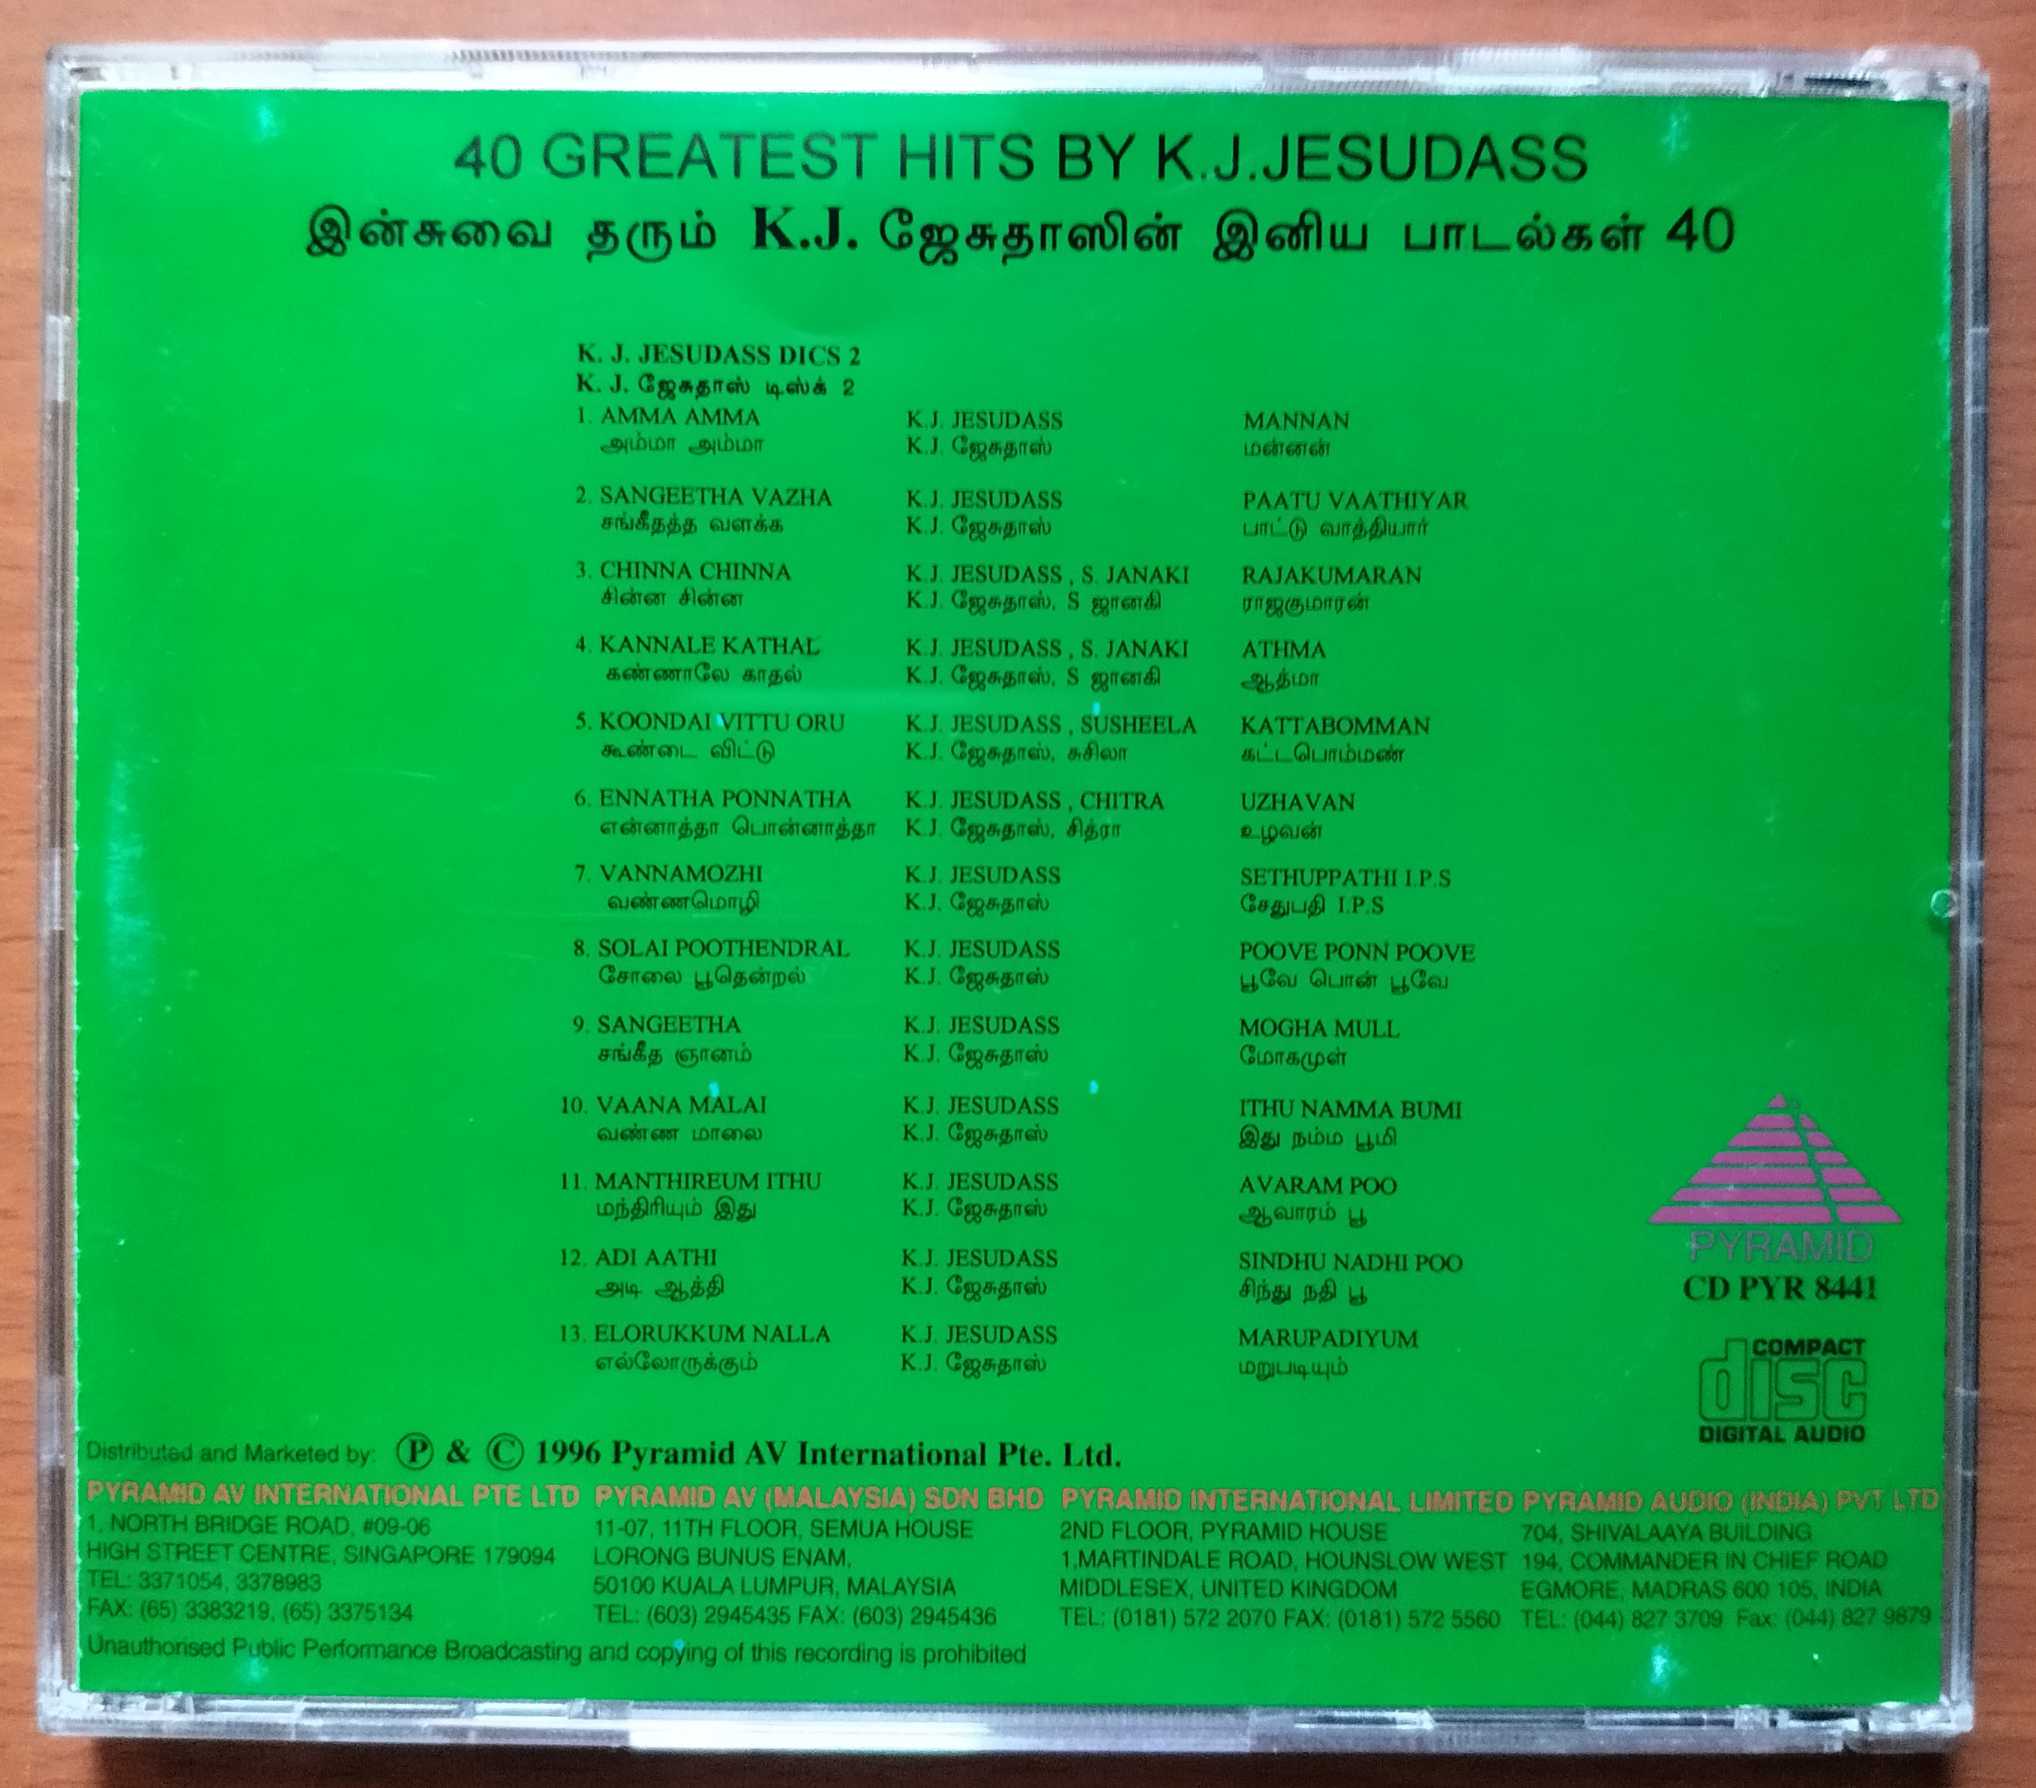 40 GREATEST HITS BY K.J.JESUDASS
இன்சுவை தரும் K.J. ஜேசுதாஸின் இனிய பாடல்கள் 40
K. J. JESUDASS DICS 2
K. J. ஜேசுதாஸ் டிஸ்க் 2
1. AMMA AMMA K.J. JESUDASS MANNAN
அம்மா அம்மா K.J. ஜேசுதாஸ் மன்னன்
2. SANGEETHA VAZHA K.J. JESUDASS PAATU VAATHIYAR
சங்கீதத்த வளக்க K.J. ஜேசுதாஸ் பாட்டு வாத்தியார்
3. CHINNA CHINNA K.J. JESUDASS , S. JANAKI RAJAKUMARAN
சின்ன சின்ன K.J. ஜேசுதாஸ், S ஜானகி ராஜகுமாரன்
4. KANNALE KATHAL K.J. JESUDASS , S. JANAKI ATHMA
கண்ணாலே காதல் K.J. ஜேசுதாஸ், S ஜானகி ஆத்மா
5. KOONDAI VITTU ORU K.J. JESUDASS , SUSHEELA KATTABOMMAN
கூண்டை விட்டு K.J. ஜேசுதாஸ், சுசிலா கட்டபொம்மண்
6. ENNATHA PONNATHA K.J. JESUDASS , CHITRA UZHAVAN
என்னாத்தா பொன்னாத்தா K.J. ஜேசுதாஸ், சித்ரா உழவன்
7. VANNAMOZHI K.J. JESUDASS SETHUPPATHI I.P.S
வண்ணமொழி K.J. ஜேசுதாஸ் சேதுபதி I.P.S
8. SOLAI POOTHENDRAL K.J. JESUDASS POOVE PONN POOVE
சோலை பூதென்றல் K.J. ஜேசுதாஸ் பூவே பொன் பூவே
9. SANGEETHA K.J. JESUDASS MOGHA MULL
சங்கீத ஞானம் K.J. ஜேசுதாஸ் மோகமுள்
10. VAANA MALAI K.J. JESUDASS ITHU NAMMA BUMI
வண்ண மாலை K.J. ஜேசுதாஸ் இது நம்ம பூமி
11. MANTHIREUM ITHU K.J. JESUDASS AVARAM POO
மந்திரியும் இது K.J. ஜேசுதாஸ் ஆவாரம் பூ
12. ADI AATHI K.J. JESUDASS SINDHU NADHI POO
அடி ஆத்தி K.J. ஜேசுதாஸ் சிந்து நதி பூ
13. ELORUKKUM NALLA K.J. JESUDASS MARUPADIYUM
எல்லோருக்கும் K.J. ஜேசுதாஸ் மறுபடியும்
PYRAMID
CD PYR 8441
COMPACT
disc
DIGITAL AUDIO
Distributed and Marketed by: Ⓟ & © 1996 Pyramid AV International Pte. Ltd.
PYRAMID AV INTERNATIONAL PTE LTD
1, NORTH BRIDGE ROAD, #09-06
HIGH STREET CENTRE, SINGAPORE 179094
TEL: 3371054, 3378983
FAX: (65) 3383219, (65) 3375134
PYRAMID AV (MALAYSIA) SDN BHD
11-07, 11TH FLOOR, SEMUA HOUSE
LORONG BUNUS ENAM,
50100 KUALA LUMPUR, MALAYSIA
TEL: (603) 2945435 FAX: (603) 2945436
PYRAMID INTERNATIONAL LIMITED
2ND FLOOR, PYRAMID HOUSE
1,MARTINDALE ROAD, HOUNSLOW WEST
MIDDLESEX, UNITED KINGDOM
TEL: (0181) 572 2070 FAX: (0181) 572 5560
PYRAMID AUDIO (INDIA) PVT LTD
704, SHIVALAAYA BUILDING
194, COMMANDER IN CHIEF ROAD
EGMORE, MADRAS 600 105, INDIA
TEL: (044) 827 3709 Fax: (044) 827 9879
Unauthorised Public Performance Broadcasting and copying of this recording is prohibited